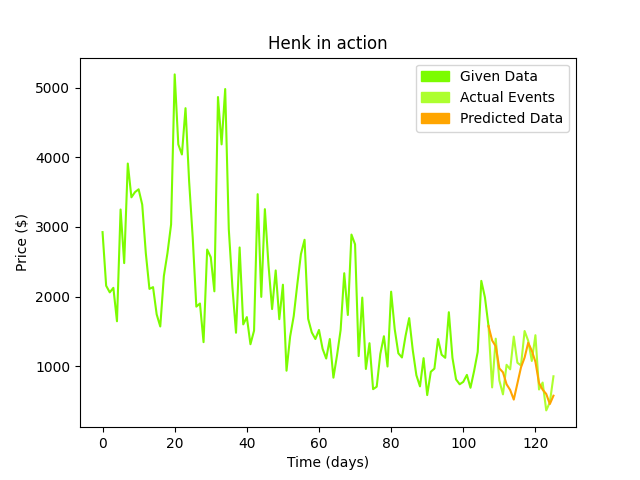 Henk in action
Given Data
Actual Events
Predicted Data
Price ($)
5000
4000
3000
2000
1000
0
20
40
60
80
100
120
Time (days)